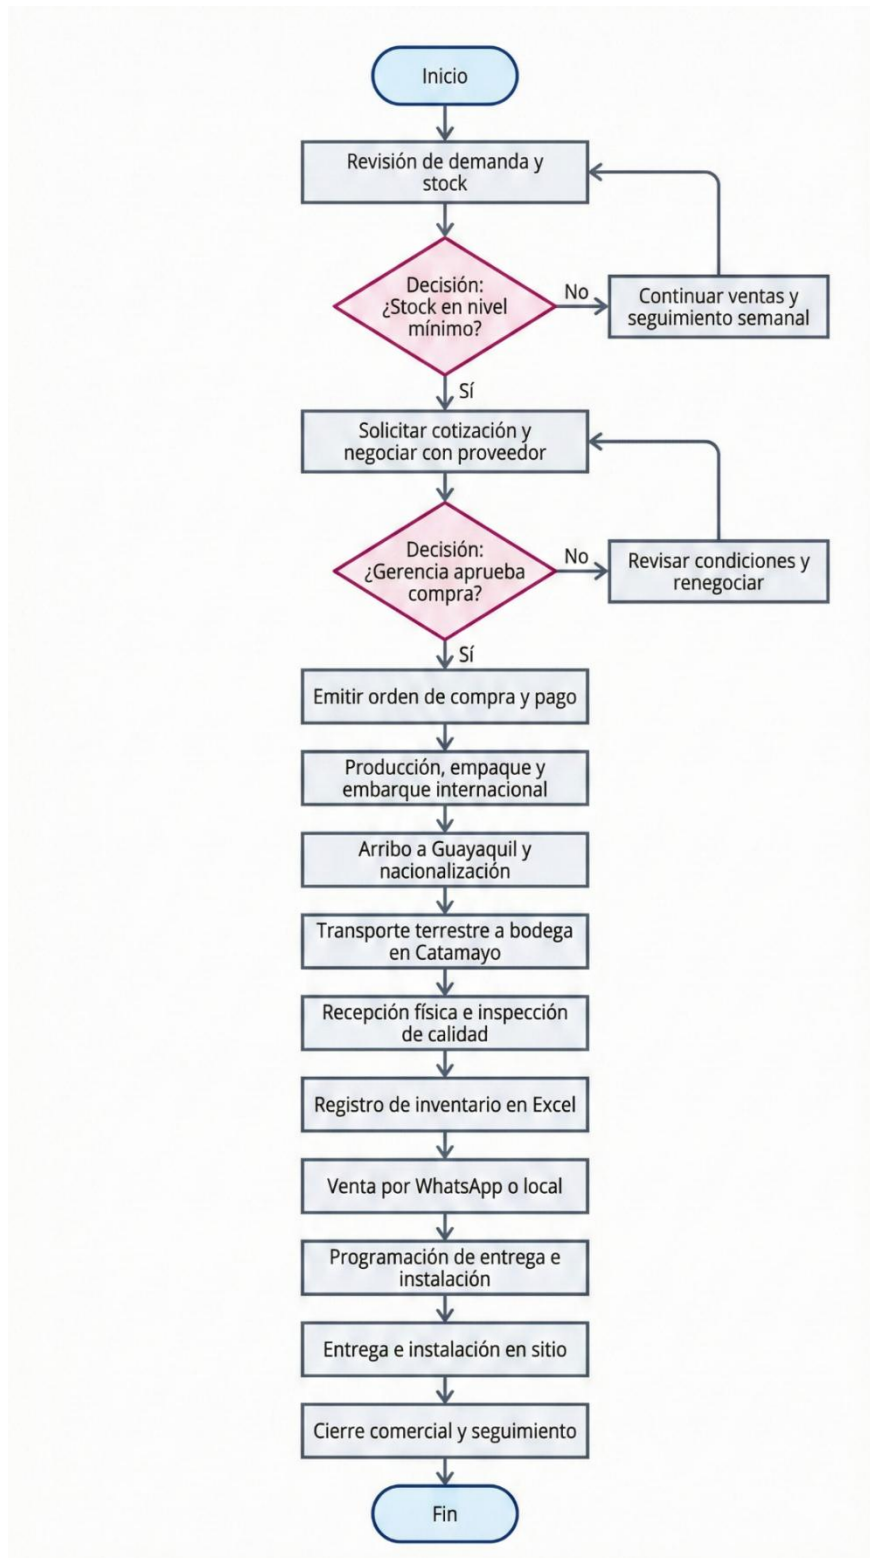 Inicio
Revisión de demanda y
stock
Decisión:
¿Stock en nivel
mínimo?
No
Continuar ventas y
seguimiento semanal
Sí
Solicitar cotización y
negociar con proveedor
Decisión:
¿Gerencia aprueba
compra?
No
Revisar condiciones y
renegociar
Sí
Emitir orden de compra y pago
Producción, empaque y
embarque internacional
Arribo a Guayaquil y
nacionalización
Transporte terrestre a bodega
en Catamayo
Recepción física e inspección
de calidad
Registro de inventario en Excel
Venta por WhatsApp o local
Programación de entrega e
instalación
Entrega e instalación en sitio
Cierre comercial y seguimiento
Fin